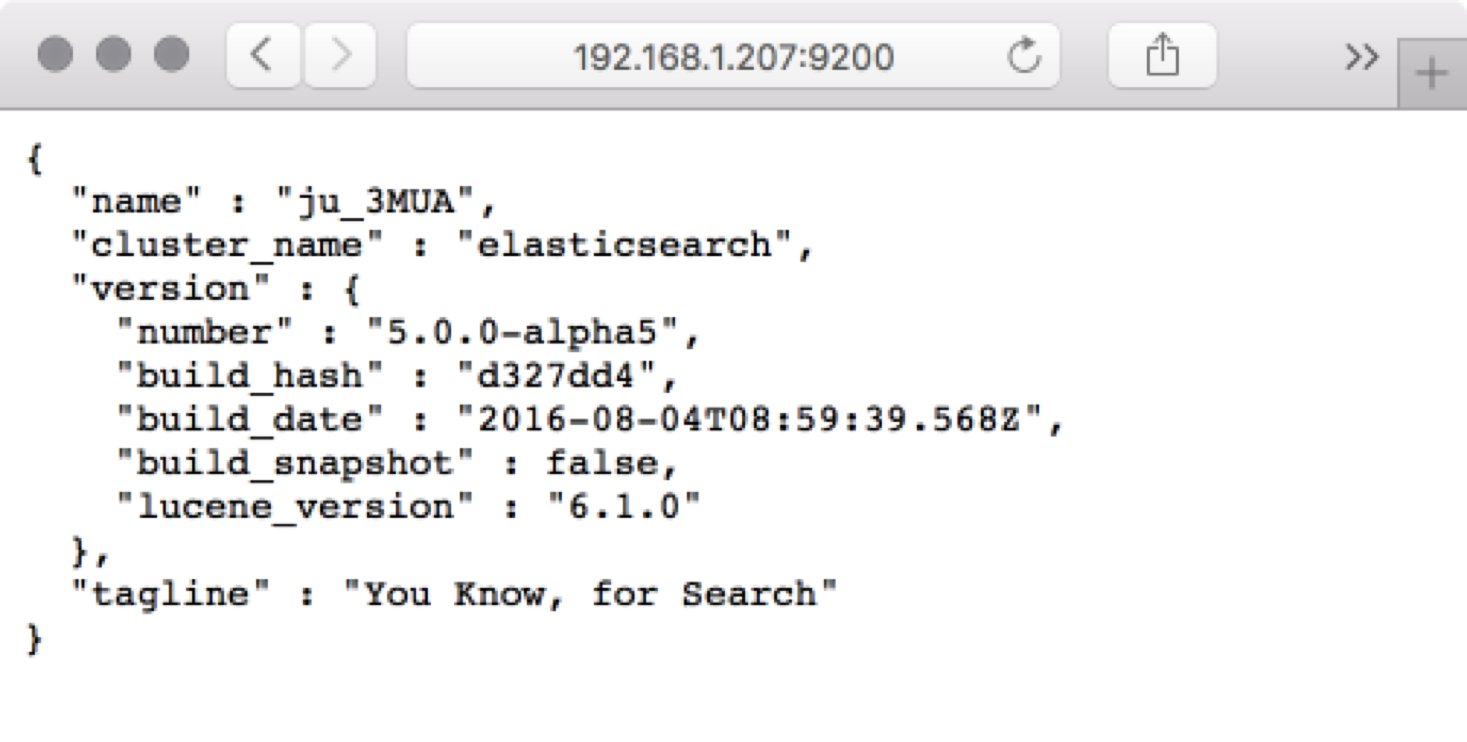 192.168.1.207:9200
{
  "name" : "ju_3MUA",
  "cluster_name" : "elasticsearch",
  "version" : {
    "number" : "5.0.0-alpha5",
    "build_hash" : "d327dd4",
    "build_date" : "2016-08-04T08:59:39.568Z",
    "build_snapshot" : false,
    "lucene_version" : "6.1.0"
  },
  "tagline" : "You Know, for Search"
}